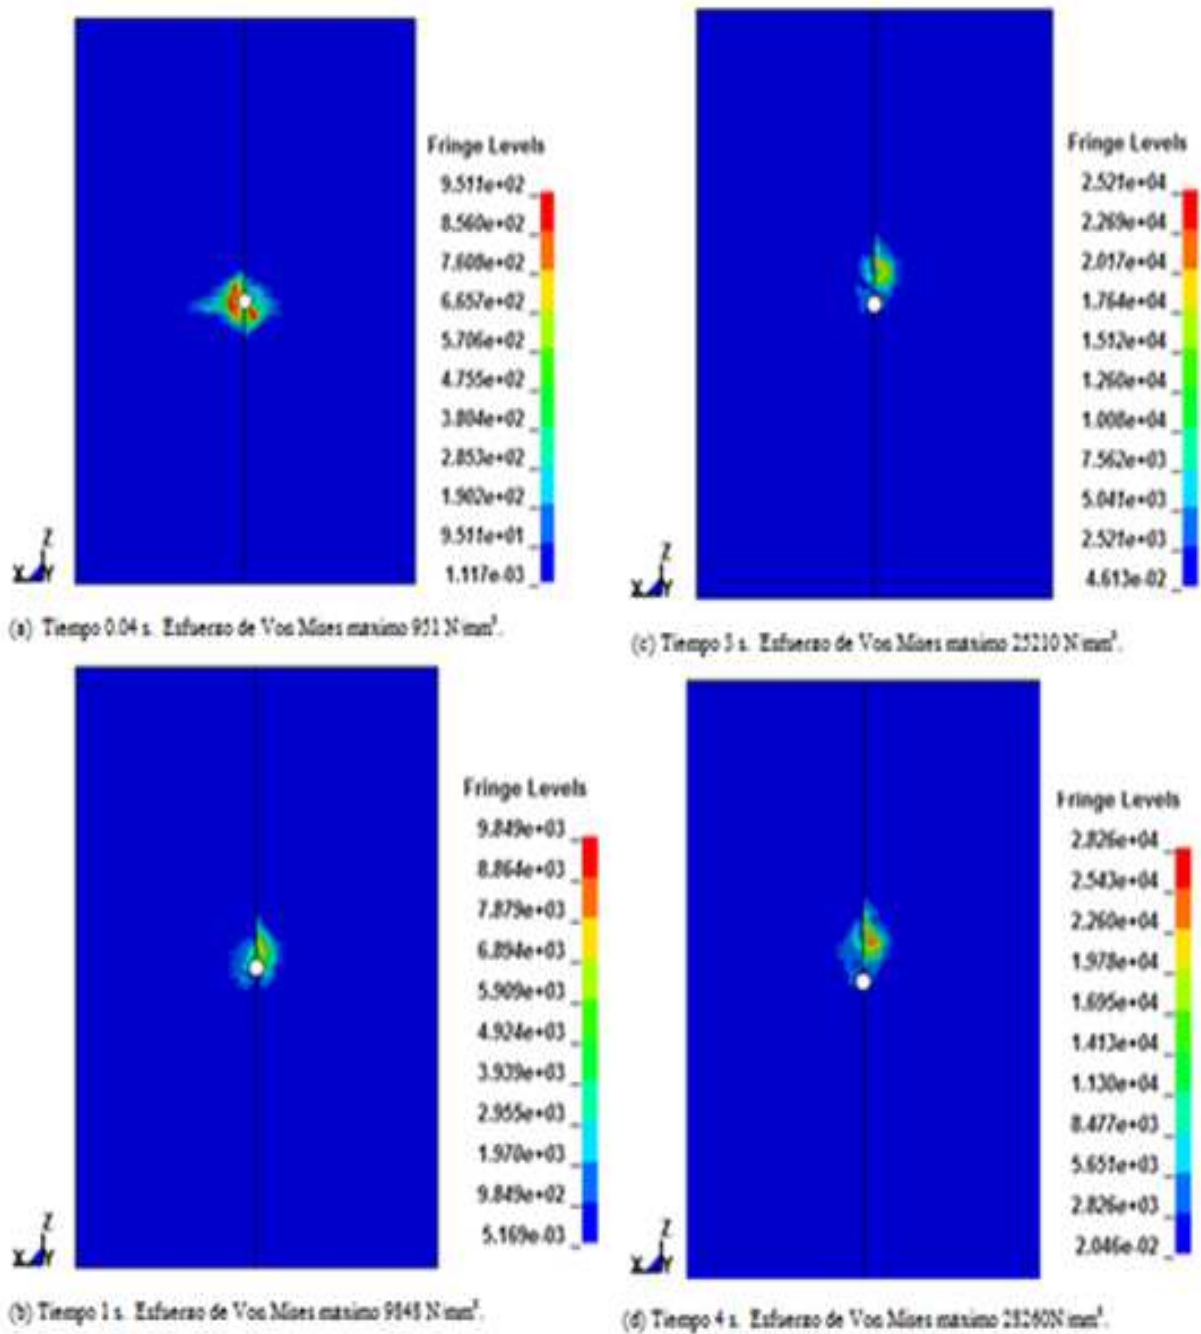 Fringe Levels
9.511e+02
8.560e+02
7.608e+02
6.657e+02
5.706e+02
4.755e+02
3.804e+02
2.853e+02
1.902e+02
9.511e+01
1.117e-03
Z
X Y
(a) Tiempo 0.04 s. Esfuerzo de Von Mises maximo 951 N/mm².
Fringe Levels
2.521e+04
2.269e+04
2.017e+04
1.764e+04
1.512e+04
1.260e+04
1.008e+04
7.562e+03
5.041e+03
2.521e+03
4.613e-02
Z
X Y
(c) Tiempo 3 s. Esfuerzo de Von Mises máximo 25210 N/mm².
Fringe Levels
9.849e+03
8.864e+03
7.879e+03
6.894e+03
5.909e+03
4.924e+03
3.939e+03
2.955e+03
1.970e+03
9.849e+02
5.169e-03
Z
X Y
(b) Tiempo 1 s. Esfuerzo de Von Mises máximo 9848 N/mm².
Fringe Levels
2.826e+04
2.543e+04
2.260e+04
1.978e+04
1.695e+04
1.413e+04
1.130e+04
8.477e+03
5.651e+03
2.826e+03
2.046e-02
Z
X Y
(d) Tiempo 4 s. Esfuerzo de Von Mises máximo 28260N/mm².